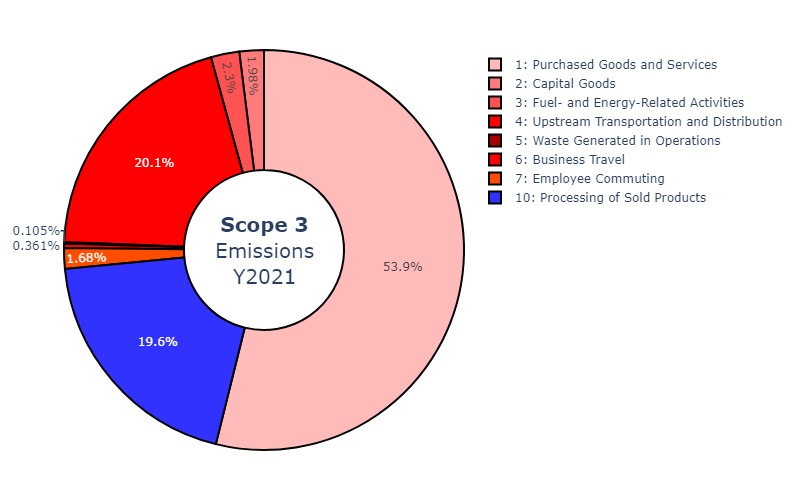 1.98%
2.3%
20.1%
0.105%
0.361%
1.68%
19.6%
53.9%
Scope 3
Emissions
Y2021
1: Purchased Goods and Services
2: Capital Goods
3: Fuel- and Energy-Related Activities
4: Upstream Transportation and Distribution
5: Waste Generated in Operations
6: Business Travel
7: Employee Commuting
10: Processing of Sold Products